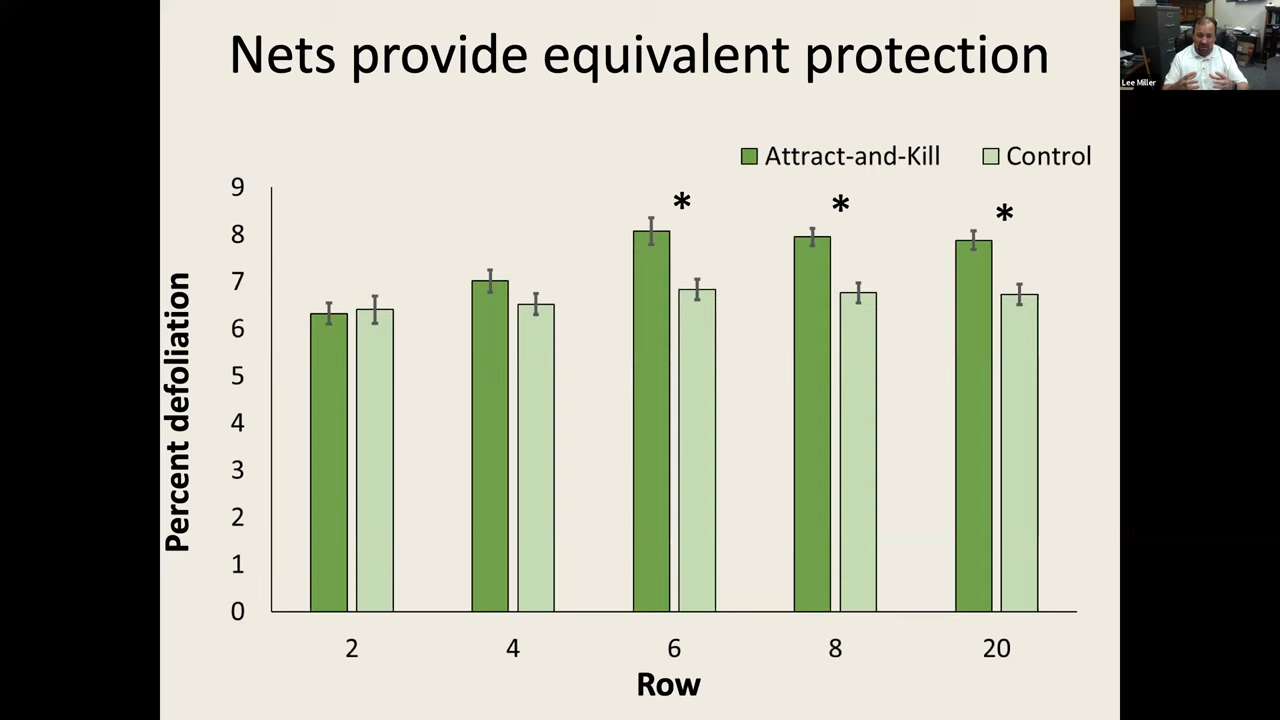 Nets provide equivalent protection
Lee Miller
Attract-and-Kill Control
9
8
7
6
5
4
3
2
1
0
* * *
Percent defoliation
2 4 6 8 20
Row